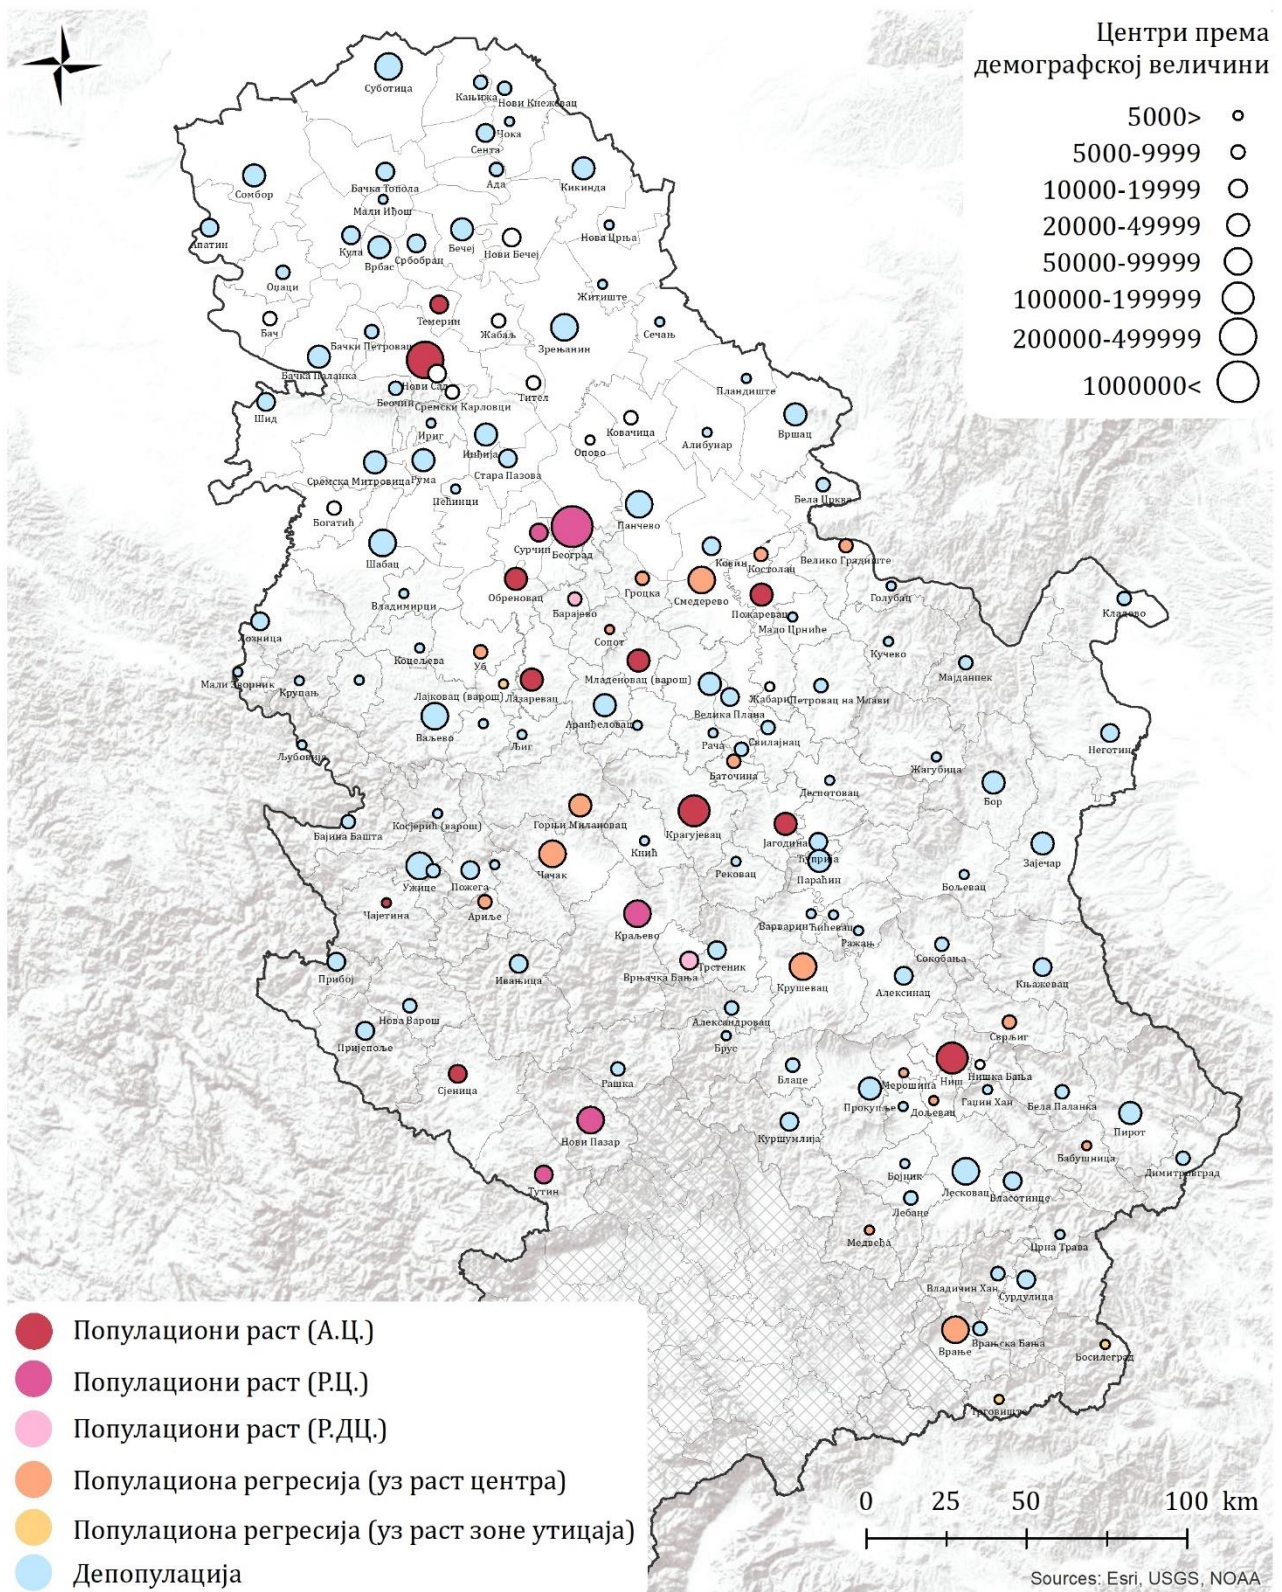 Центри према
демографској величини
5000>
5000-9999
10000-19999
20000-49999
50000-99999
100000-199999
200000-499999
1000000<
Суботица
Кањижа
Нови Кнежевац
Чока
Сента
Сомбор
Бачка Топола
Ада
Кикинда
Мали Иђош
Апатин
Кула
Врбас
Србобран
Бечеј
Нови Бечеј
Нова Црња
Оџаци
Житиште
Бач
Темерин
Жабаљ
Сечањ
Бачки Петровац
Зрењанин
Бачка Паланка
Нови Сад
Пландиште
Беочин
Сремски Карловци
Тител
Шид
Ириг
Инђија
Ковачица
Опово
Алибунар
Вршац
Сремска Митровица
Рума
Стара Пазова
Пећинци
Бела Црква
Богатић
Панчево
Сурчин
Београд
Шабац
Ковин
Костолац
Велико Градиште
Обреновац
Гроцка
Смедерево
Голубац
Владимирци
Барајево
Пожаревац
Мало Црниће
Кладово
Лозница
Сопот
Коцељева
Уб
Младеновац (варош)
Кучево
Мајданпек
Мали Зворник
Крупањ
Лајковац (варош)
Лазаревац
Жабари
Петровац на Млави
Ваљево
Аранђеловац
Велика Плана
Љиг
Рача
Свилајнац
Неготин
Љубовија
Баточина
Жагубица
Деспотовац
Бор
Бајина Башта
Косјерић (варош)
Горњи Милановац
Крагујевац
Јагодина
Кнић
Ћуприја
Зајечар
Ужице
Пожега
Чачак
Рековац
Параћин
Бољевац
Чајетина
Ариље
Краљево
Варварин
Ћићевац
Ражањ
Сокобања
Прибој
Ивањица
Врњачка Бања
Трстеник
Крушевац
Алексинац
Књажевац
Нова Варош
Александровац
Сврљиг
Пријепоље
Брус
Сјеница
Рашка
Блаце
Мерошина
Ниш
Нишка Бања
Прокупље
Дољевац
Гаџин Хан
Бела Паланка
Нови Пазар
Куршумлија
Пирот
Бабушница
Тутин
Бојник
Лесковац
Власотинце
Димитровград
Лебане
Медвеђа
Црна Трава
Владичин Хан
Сурдулица
Врање
Врањска Бања
Босилеград
Трговиште
Популациони раст (А.Ц.)
Популациони раст (Р.Ц.)
Популациони раст (Р.ДЦ.)
Популациона регресија (уз раст центра)
Популациона регресија (уз раст зоне утицаја)
Депопулација
0 25 50 100 km
Sources: Esri, USGS, NOAA